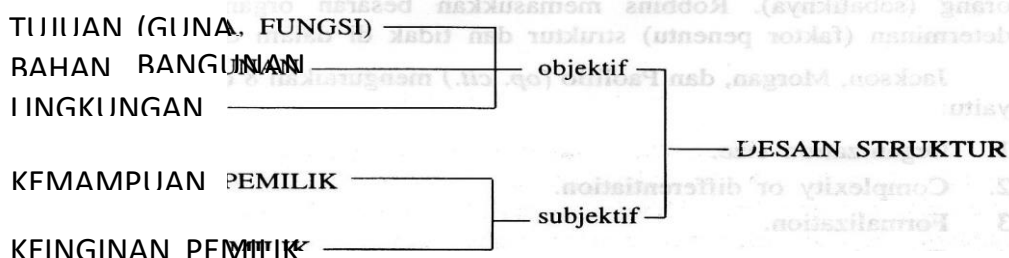 TUJUAN (GUNA, FUNGSI)
BAHAN BANGUNAN
objektif
LINGKUNGAN
DESAIN STRUKTUR
KEMAMPUAN PEMILIK
subjektif
KEINGINAN PEMILIK